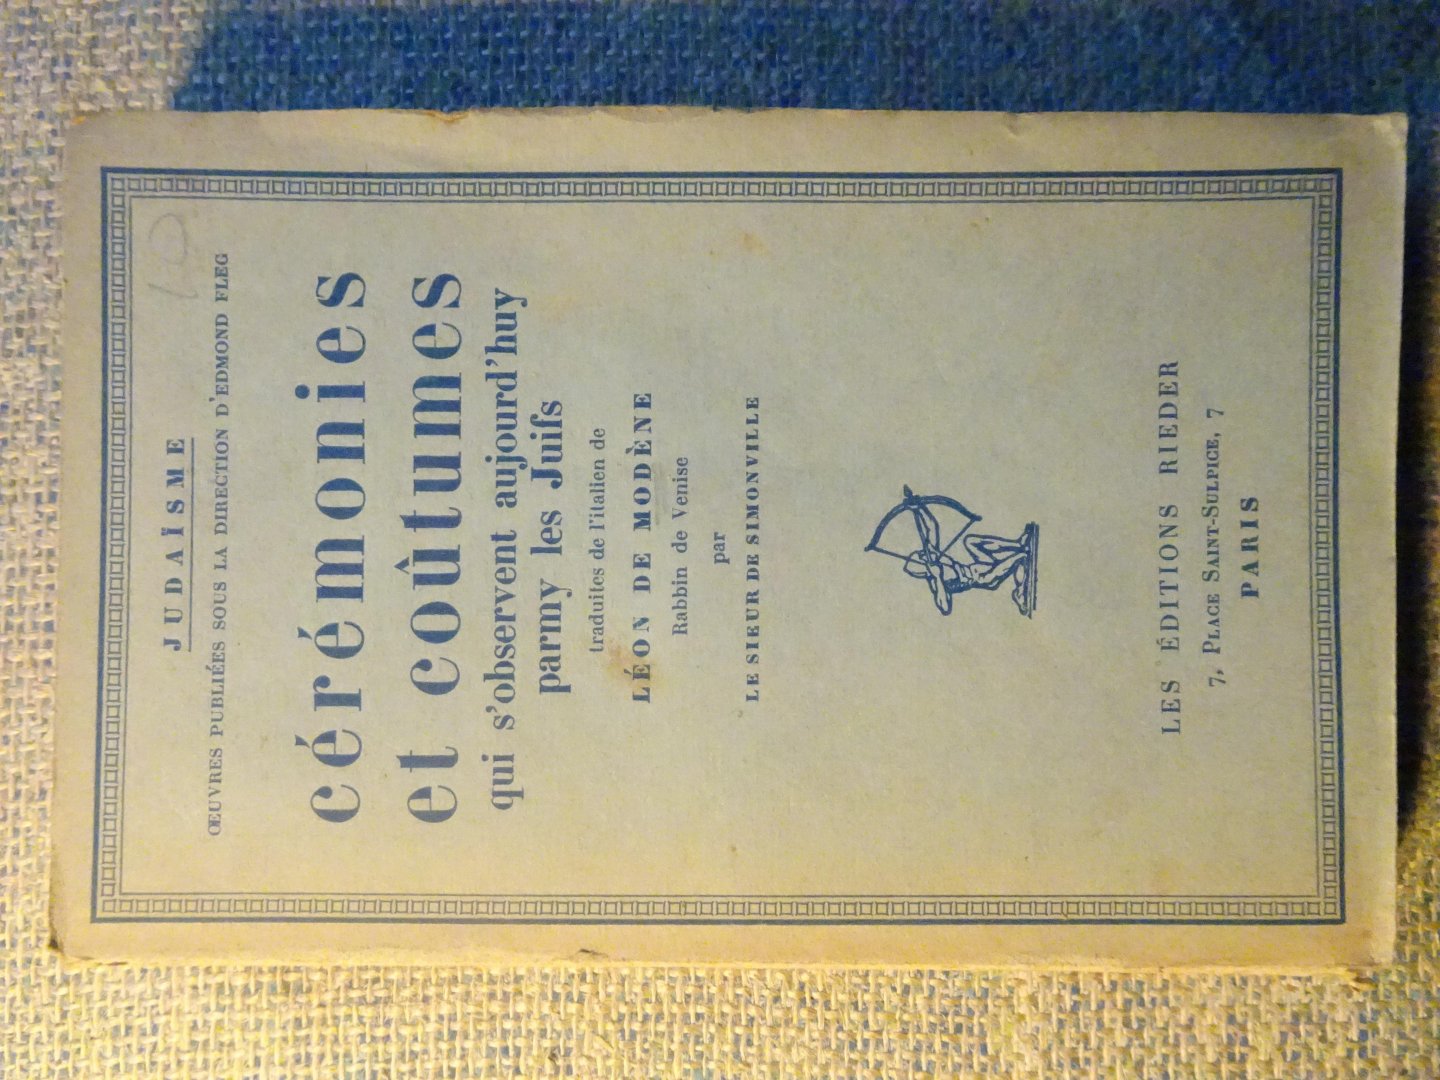 JUDAÏSME
ŒUVRES PUBLIÉES SOUS LA DIRECTION D'EDMOND FLEG
cérémonies
et coûtumes
qui s'observent aujourd'huy
parmy les Juifs
traduites de l'italien de
LÉON DE MODÈNE
Rabbin de Venise
par
LE SIEUR DE SIMONVILLE
LES ÉDITIONS RIEDER
7, PLACE SAINT-SULPICE, 7
PARIS